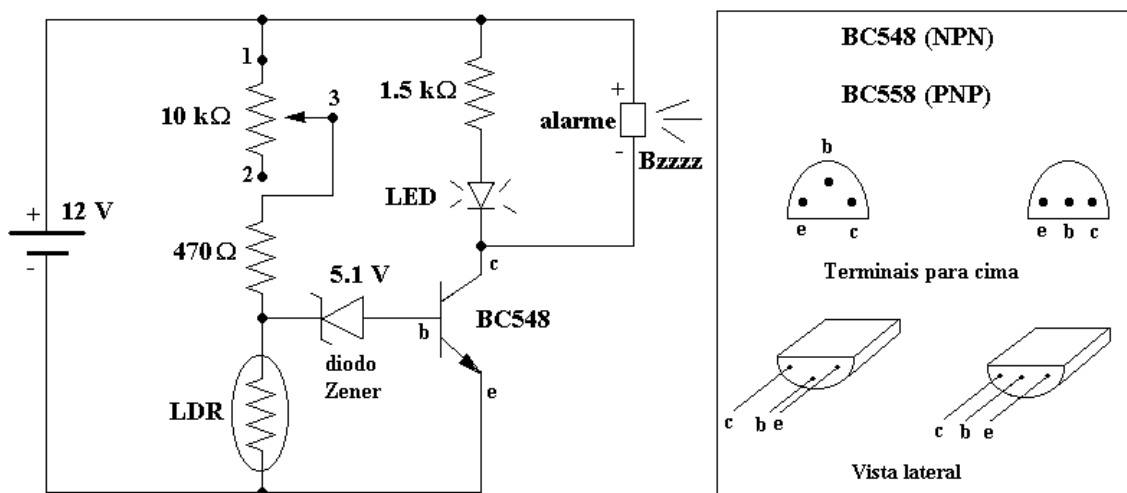 1
10 kΩ
3
2
+
12 V
-
470 Ω
5.1 V
diodo
Zener
LDR
1.5 kΩ
LED
c
b
BC548
e
+
alarme
-
Bzzzz
BC548 (NPN)
BC558 (PNP)
b
e c
e b c
Terminais para cima
c b e
c b e
Vista lateral